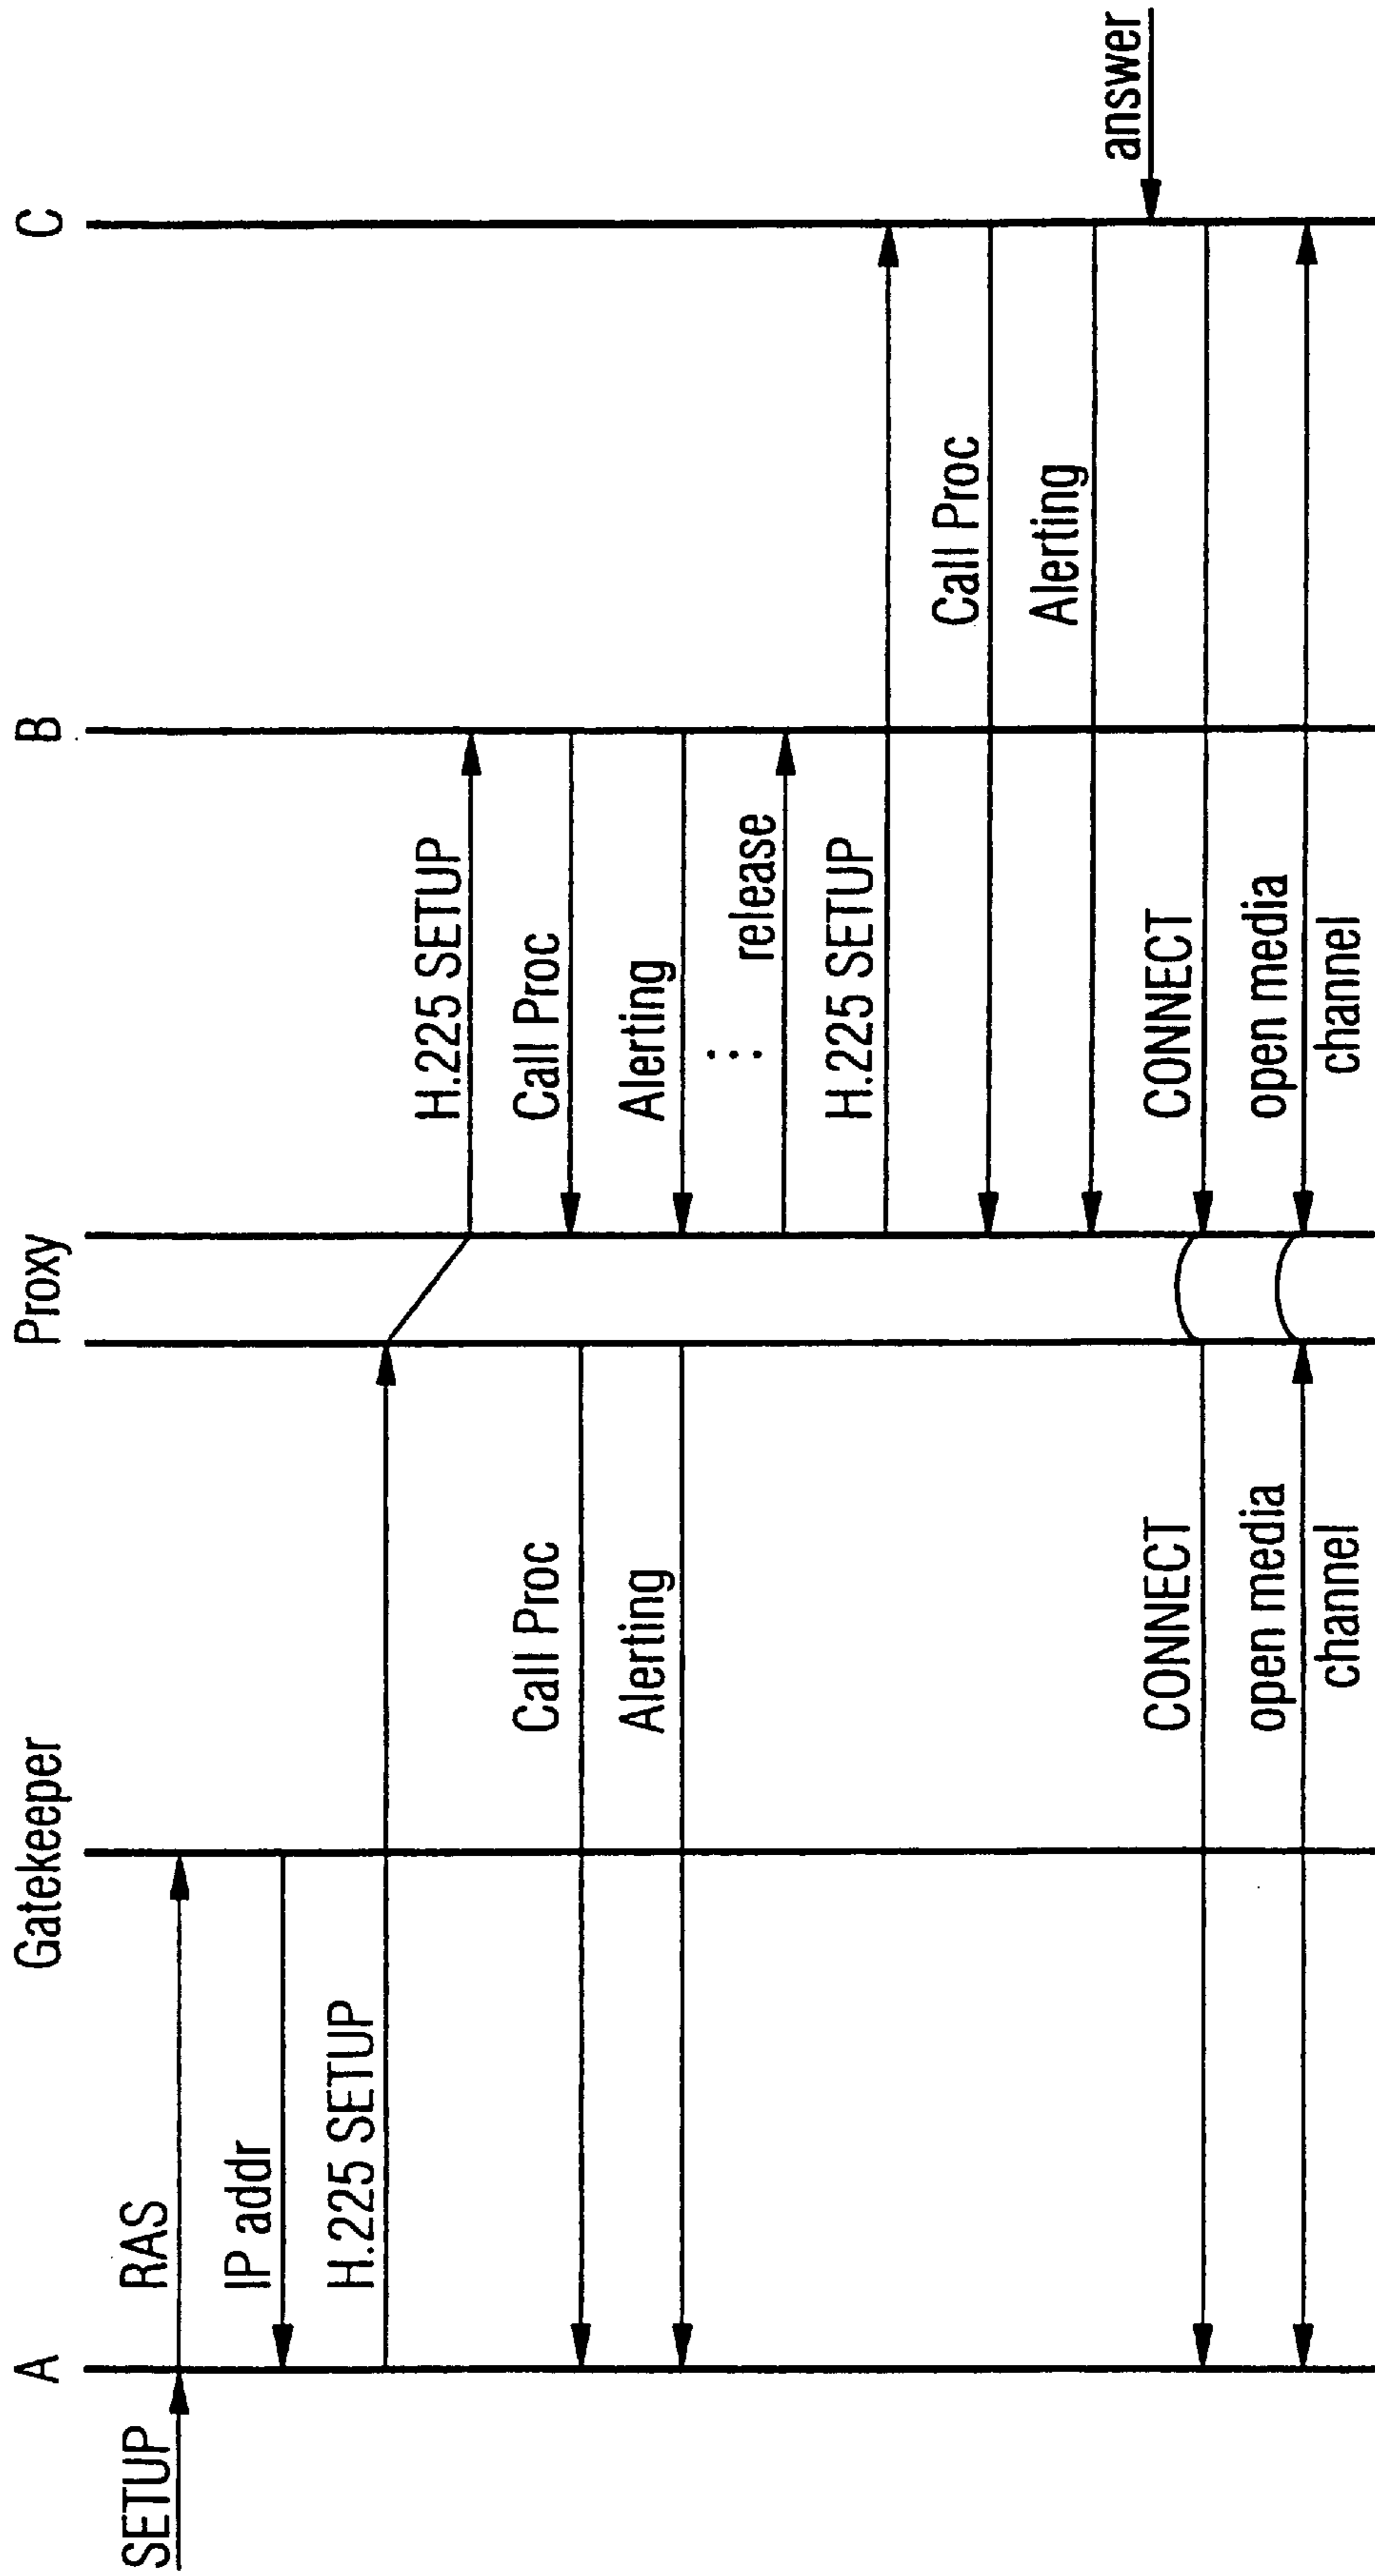 A
Gatekeeper
Proxy
B
C
SETUP
RAS
IP addr
H.225 SETUP
H.225 SETUP
Call Proc
Call Proc
Alerting
Alerting
release
H.225 SETUP
Call Proc
Alerting
answer
CONNECT
CONNECT
open media
channel
open media
channel